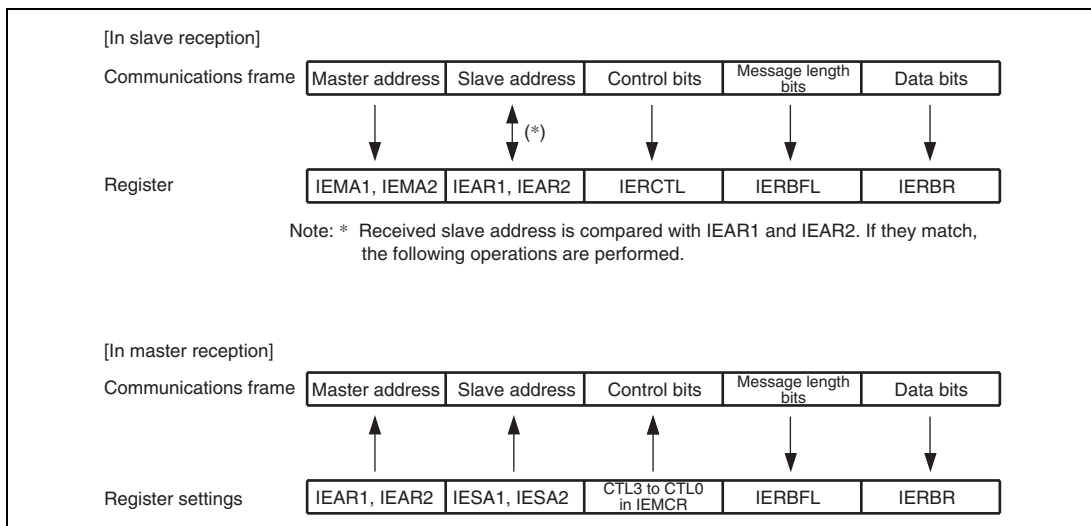 [In slave reception]
Communications frame Master address Slave address Control bits Message length bits Data bits
(*)
Register IEMA1, IEMA2 IEAR1, IEAR2 IERCTL IERBFL IERBR
Note: * Received slave address is compared with IEAR1 and IEAR2. If they match,
the following operations are performed.
[In master reception]
Communications frame Master address Slave address Control bits Message length bits Data bits
Register settings IEAR1, IEAR2 IESA1, IESA2 CTL3 to CTL0 in IEMCR IERBFL IERBR